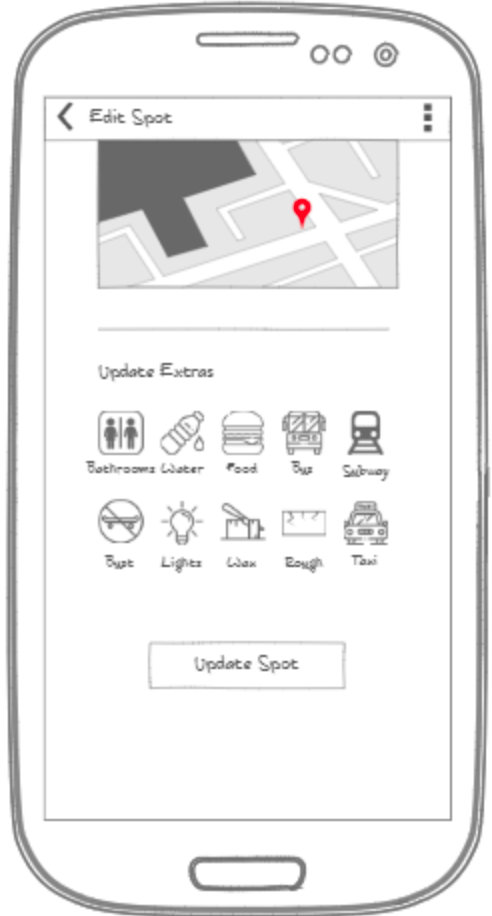 Edit Spot
Update Extras
Bathrooms Water Food Bus Subway
Bust Lights Wax Rough Taxi
Update Spot